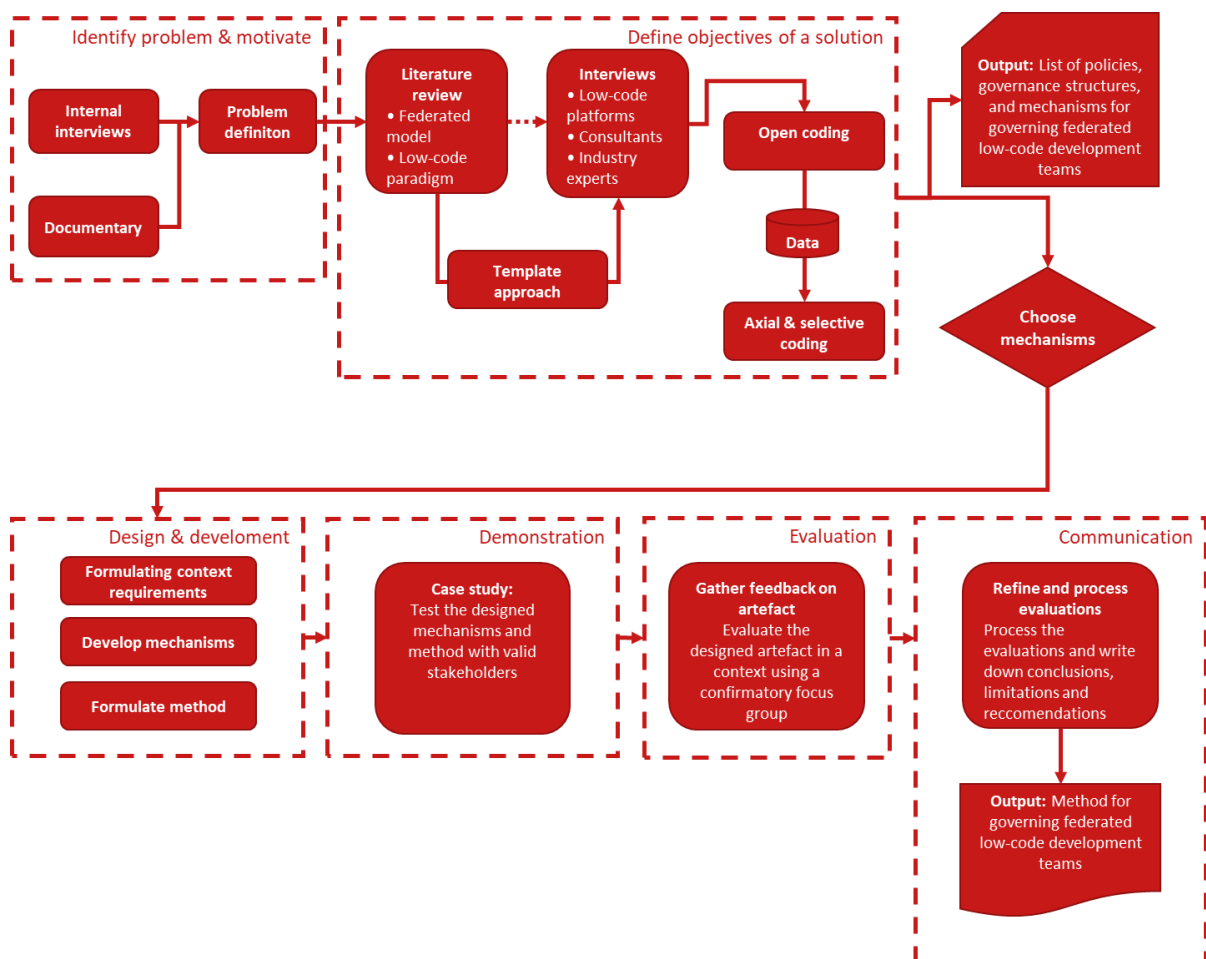 Identify problem & motivate
Internal
interviews
Problem
definiton
Documentary
Define objectives of a solution
Literature
review
• Federated
model
• Low-code
paradigm
Interviews
• Low-code
platforms
• Consultants
• Industry
experts
Template
approach
Open coding
Data
Axial & selective
coding
Output: List of policies,
governance structures,
and mechanisms for
governing federated
low-code development
teams
Choose
mechanisms
Design & develoment
Formulating context
requirements
Develop mechanisms
Formulate method
Demonstration
Case study:
Test the designed
mechanisms and
method with valid
stakeholders
Evaluation
Gather feedback on
artefact
Evaluate the
designed artefact in a
context using a
confirmatory focus
group
Communication
Refine and process
evaluations
Process the
evaluations and write
down conclusions,
limitations and
reccomendations
Output: Method for
governing federated
low-code development
teams